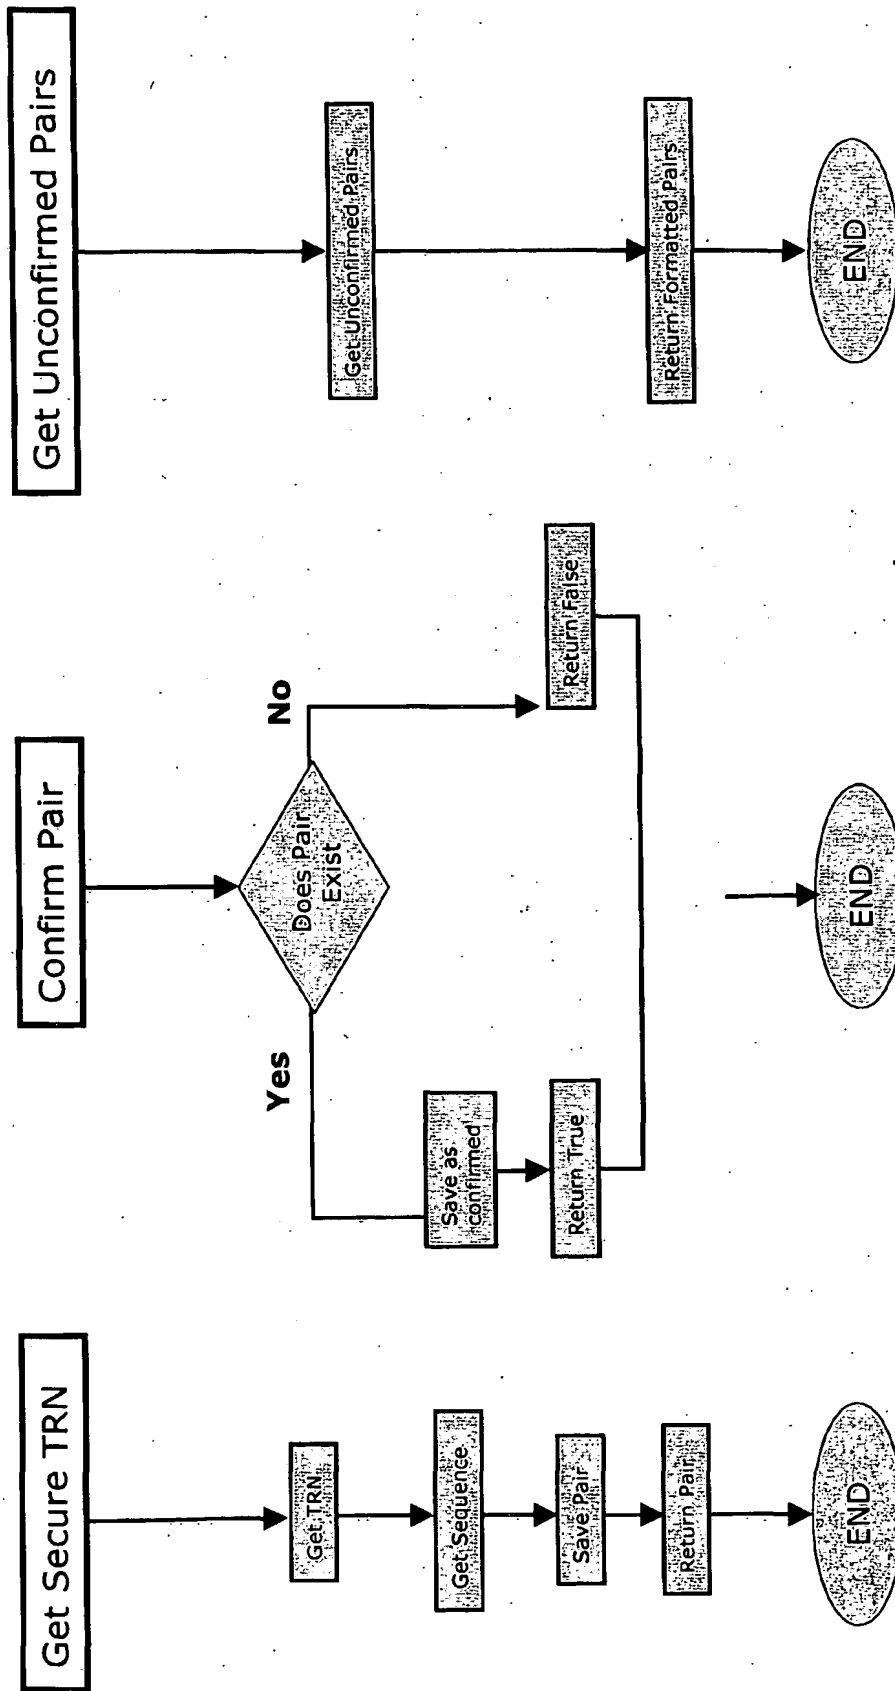 Get Secure TRN
Get TRN
Get Sequence
Save Pair
Return Pair
END
Confirm Pair
Does Pair
Exist
Yes
No
Save as
confirmed
Return True
Return False
END
Get Unconfirmed Pairs
Get Unconfirmed Pairs
Return Formatted Pairs
END